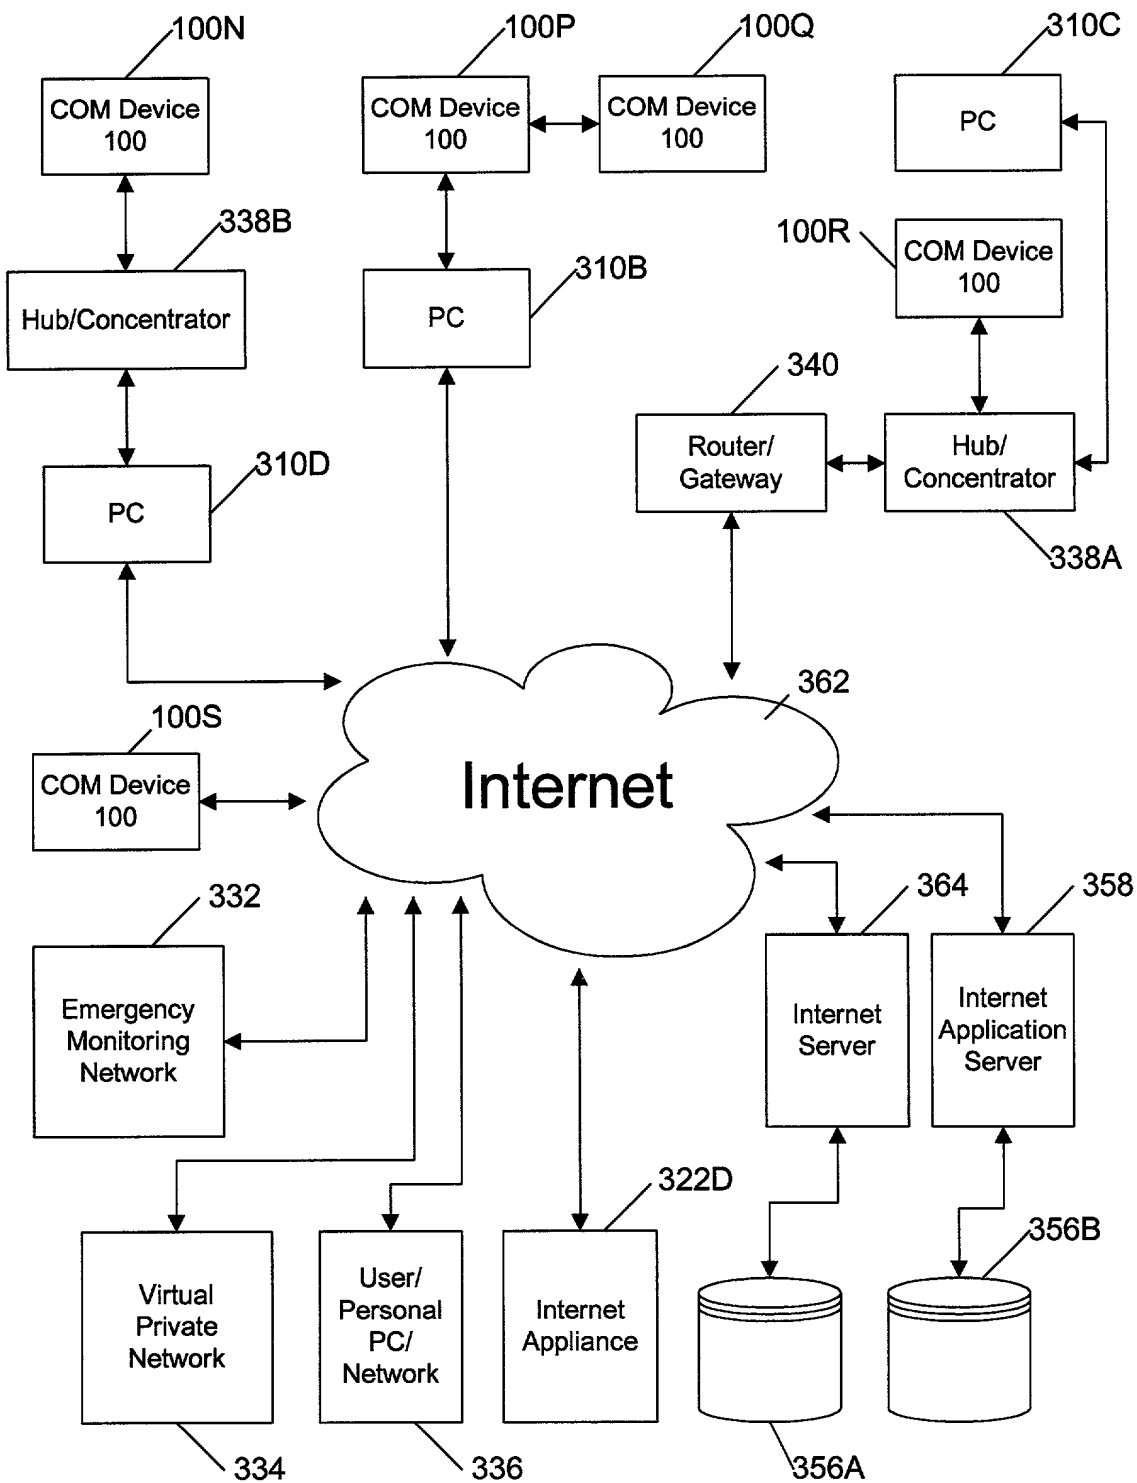 100N
100P
100Q
310C
COM Device
100
COM Device
100
COM Device
100
PC
338B
100R
COM Device
100
310B
Hub/Concentrator
PC
340
310D
Router/
Gateway
Hub/
Concentrator
PC
338A
362
100S
Internet
COM Device
100
332
364
358
Emergency
Monitoring
Network
Internet
Server
Internet
Application
Server
322D
356B
Virtual
Private
Network
User/
Personal
PC/
Network
Internet
Appliance
334
336
356A